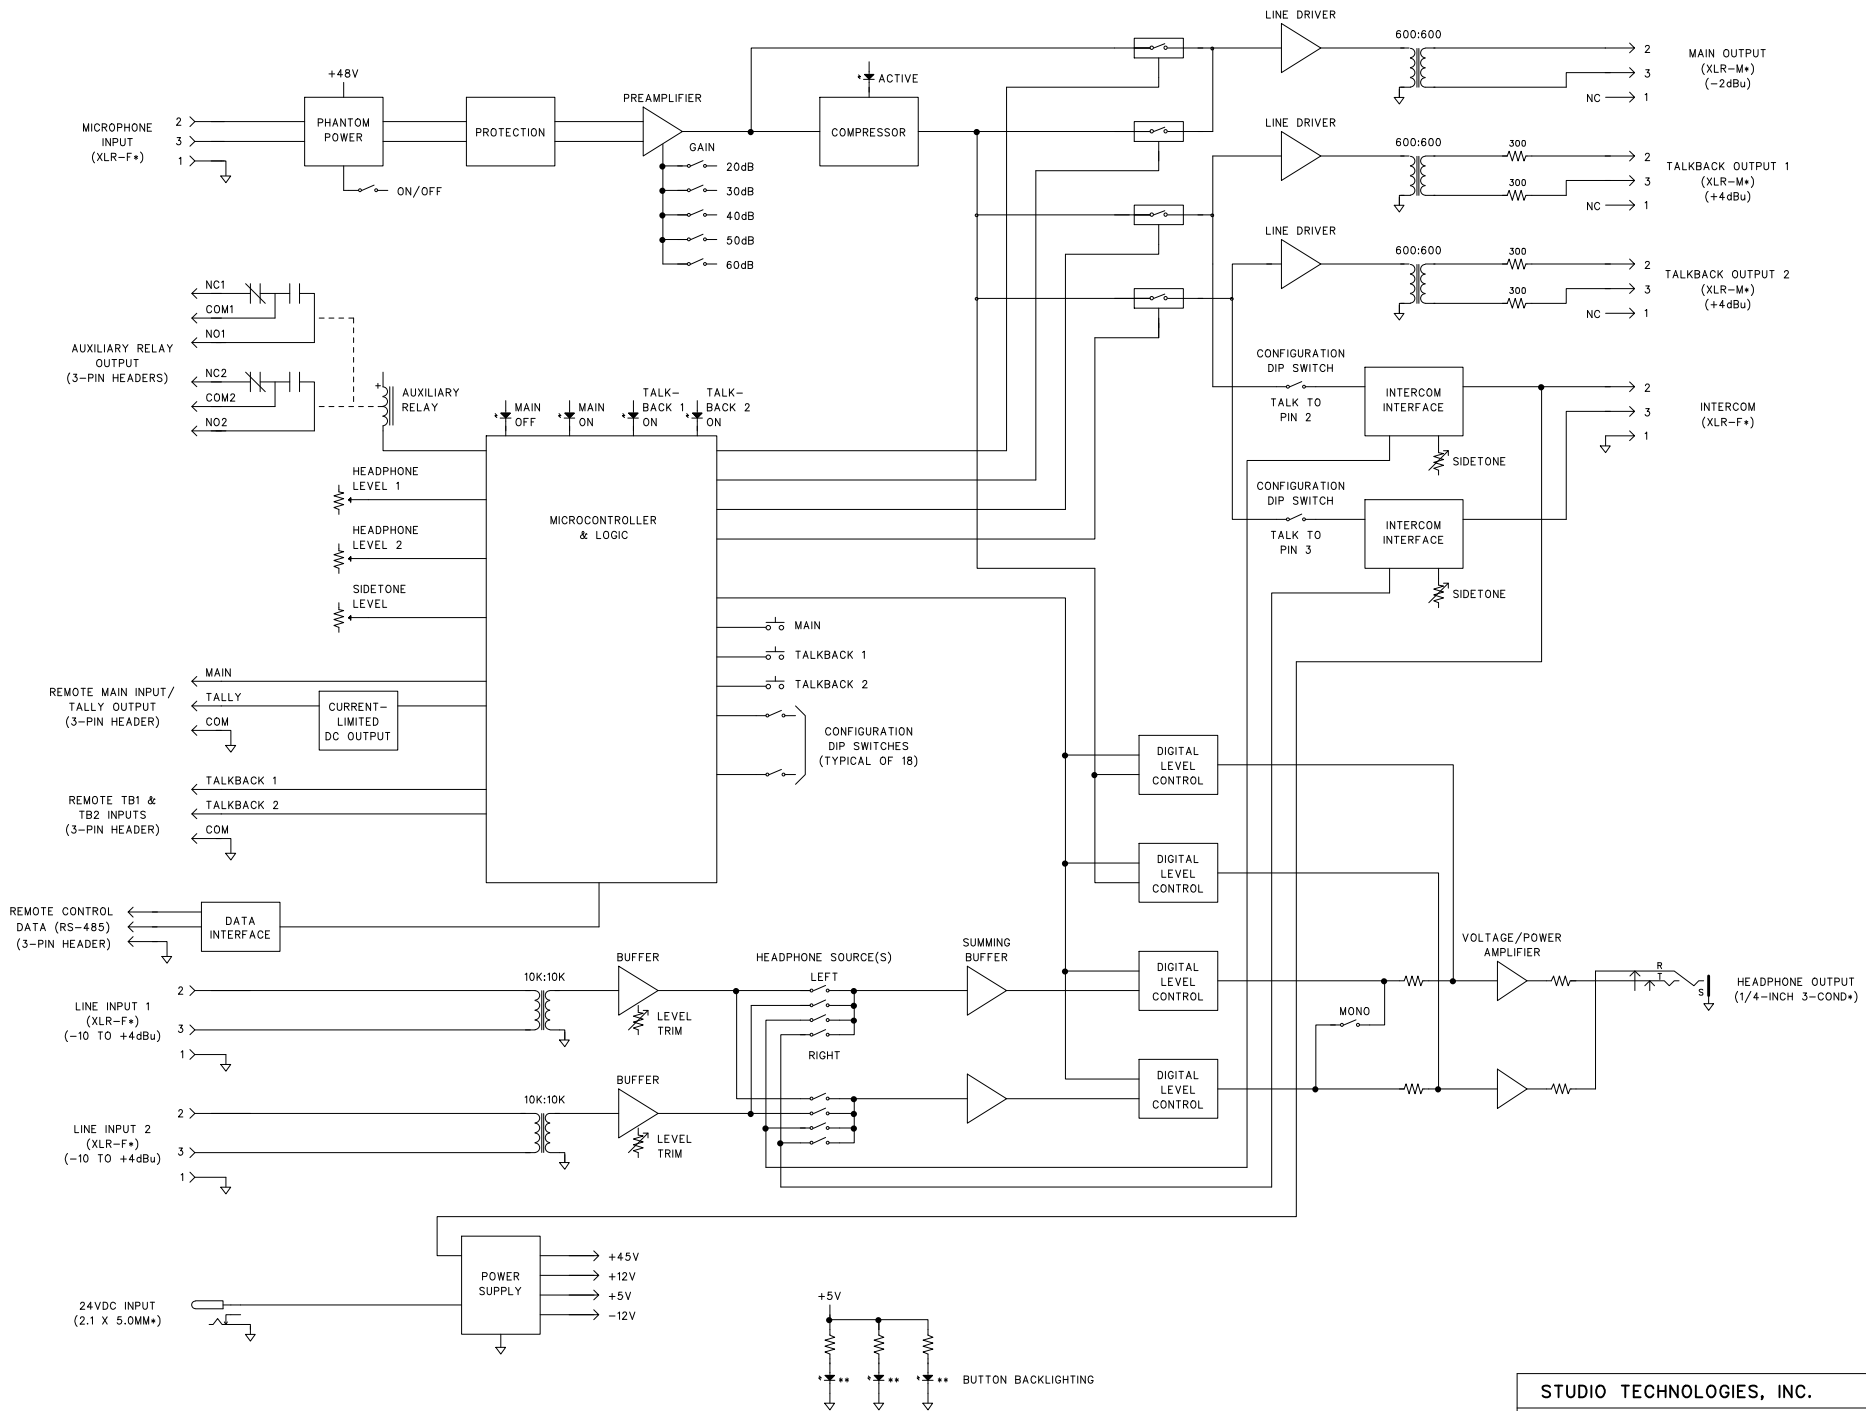 LINE DRIVER
600:600
2
3
NC
1
MAIN OUTPUT
(XLR-M*)
(-2dBu)
+48V
ACTIVE
PREAMPLIFIER
MICROPHONE
INPUT
(XLR-F*)
2
3
1
PHANTOM
POWER
PROTECTION
COMPRESSOR
ON/OFF
GAIN
20dB
30dB
40dB
50dB
60dB
LINE DRIVER
600:600
300
300
2
3
NC
1
TALKBACK OUTPUT 1
(XLR-M*)
(+4dBu)
LINE DRIVER
600:600
300
300
2
3
NC
1
TALKBACK OUTPUT 2
(XLR-M*)
(+4dBu)
NC1
COM1
NO1
AUXILIARY RELAY
OUTPUT
(3-PIN HEADERS)
NC2
COM2
NO2
+
AUXILIARY
RELAY
MAIN
OFF
MAIN
ON
TALK-
BACK 1
ON
TALK-
BACK 2
ON
CONFIGURATION
DIP SWITCH
TALK TO
PIN 2
INTERCOM
INTERFACE
SIDETONE
2
3
1
INTERCOM
(XLR-F*)
CONFIGURATION
DIP SWITCH
TALK TO
PIN 3
INTERCOM
INTERFACE
SIDETONE
HEADPHONE
LEVEL 1
HEADPHONE
LEVEL 2
SIDETONE
LEVEL
MICROCONTROLLER
& LOGIC
MAIN
TALKBACK 1
TALKBACK 2
CONFIGURATION
DIP SWITCHES
(TYPICAL OF 18)
REMOTE MAIN INPUT/
TALLY OUTPUT
(3-PIN HEADER)
MAIN
TALLY
COM
CURRENT-
LIMITED
DC OUTPUT
REMOTE TB1 &
TB2 INPUTS
(3-PIN HEADER)
TALKBACK 1
TALKBACK 2
COM
REMOTE CONTROL
DATA (RS-485)
(3-PIN HEADER)
DATA
INTERFACE
DIGITAL
LEVEL
CONTROL
DIGITAL
LEVEL
CONTROL
DIGITAL
LEVEL
CONTROL
DIGITAL
LEVEL
CONTROL
LINE INPUT 1
(XLR-F*)
(-10 TO +4dBu)
2
3
1
10K:10K
BUFFER
LEVEL
TRIM
HEADPHONE SOURCE(S)
LEFT
RIGHT
SUMMING
BUFFER
MONO
VOLTAGE/POWER
AMPLIFIER
R
T
S
HEADPHONE OUTPUT
(1/4-INCH 3-COND*)
LINE INPUT 2
(XLR-F*)
(-10 TO +4dBu)
2
3
1
10K:10K
BUFFER
LEVEL
TRIM
24VDC INPUT
(2.1 X 5.0MM*)
POWER
SUPPLY
+45V
+12V
+5V
-12V
+5V
**
**
**
BUTTON BACKLIGHTING
STUDIO TECHNOLOGIES, INC.